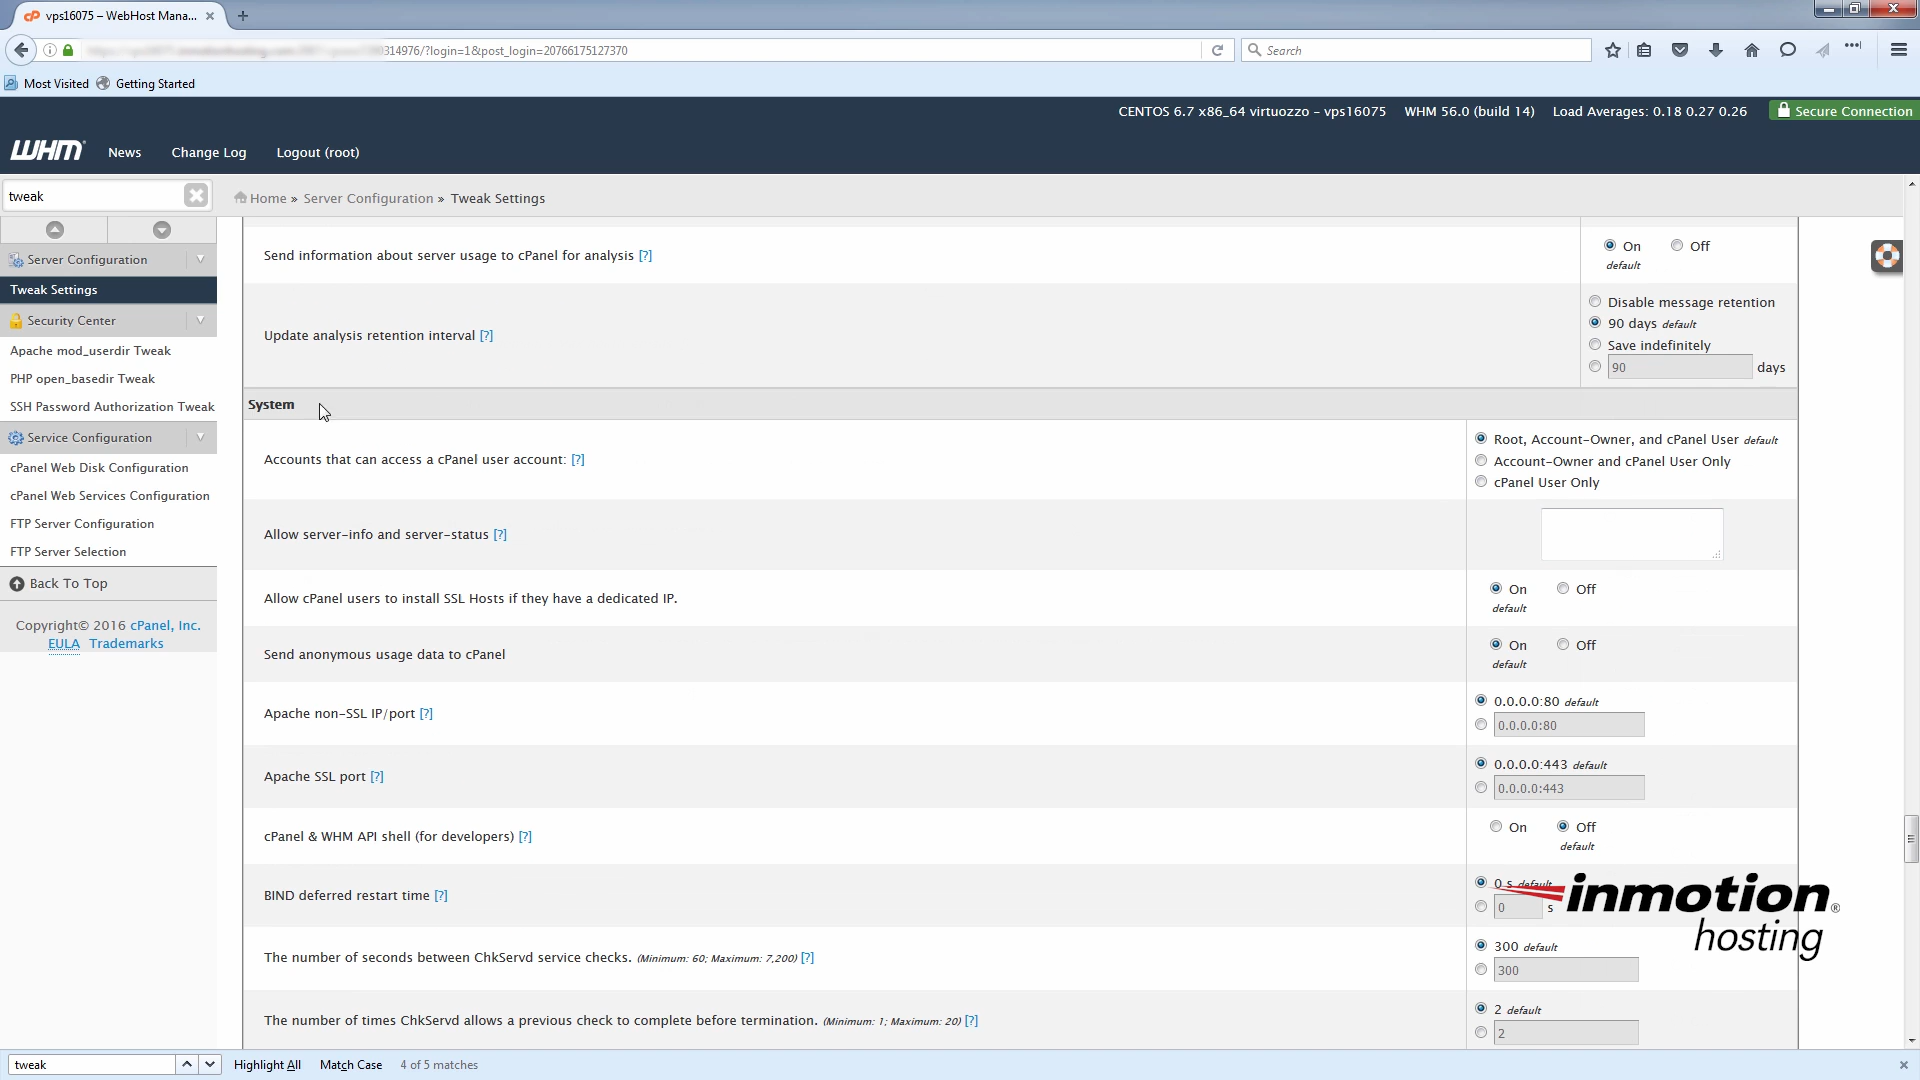 vps16075 – WebHost Mana...
314976/?login=1&post_login=20766175127370
Search
Most Visited
Getting Started
CENTOS 6.7 x86_64 virtuozzo – vps16075
WHM 56.0 (build 14)
Load Averages: 0.18 0.27 0.26
Secure Connection
WHM
News
Change Log
Logout (root)
tweak
Home » Server Configuration » Tweak Settings
Server Configuration
Tweak Settings
Security Center
Apache mod_userdir Tweak
PHP open_basedir Tweak
SSH Password Authorization Tweak
Service Configuration
cPanel Web Disk Configuration
cPanel Web Services Configuration
FTP Server Configuration
FTP Server Selection
Back To Top
Copyright© 2016 cPanel, Inc.
EULA Trademarks
Send information about server usage to cPanel for analysis [?]
On
default
Off
Update analysis retention interval [?]
Disable message retention
90 days default
Save indefinitely
90 days
System
Accounts that can access a cPanel user account: [?]
Root, Account-Owner, and cPanel User default
Account-Owner and cPanel User Only
cPanel User Only
Allow server-info and server-status [?]
Allow cPanel users to install SSL Hosts if they have a dedicated IP.
On
default
Off
Send anonymous usage data to cPanel
On
default
Off
Apache non-SSL IP/port [?]
0.0.0.0:80 default
0.0.0.0:80
Apache SSL port [?]
0.0.0.0:443 default
0.0.0.0:443
cPanel & WHM API shell (for developers) [?]
On
Off
default
BIND deferred restart time [?]
0 s default
0 s
The number of seconds between ChkServd service checks. (Minimum: 60; Maximum: 7,200) [?]
300 default
300
The number of times ChkServd allows a previous check to complete before termination. (Minimum: 1; Maximum: 20) [?]
2 default
2
inmotion®
hosting
tweak
Highlight All
Match Case
4 of 5 matches